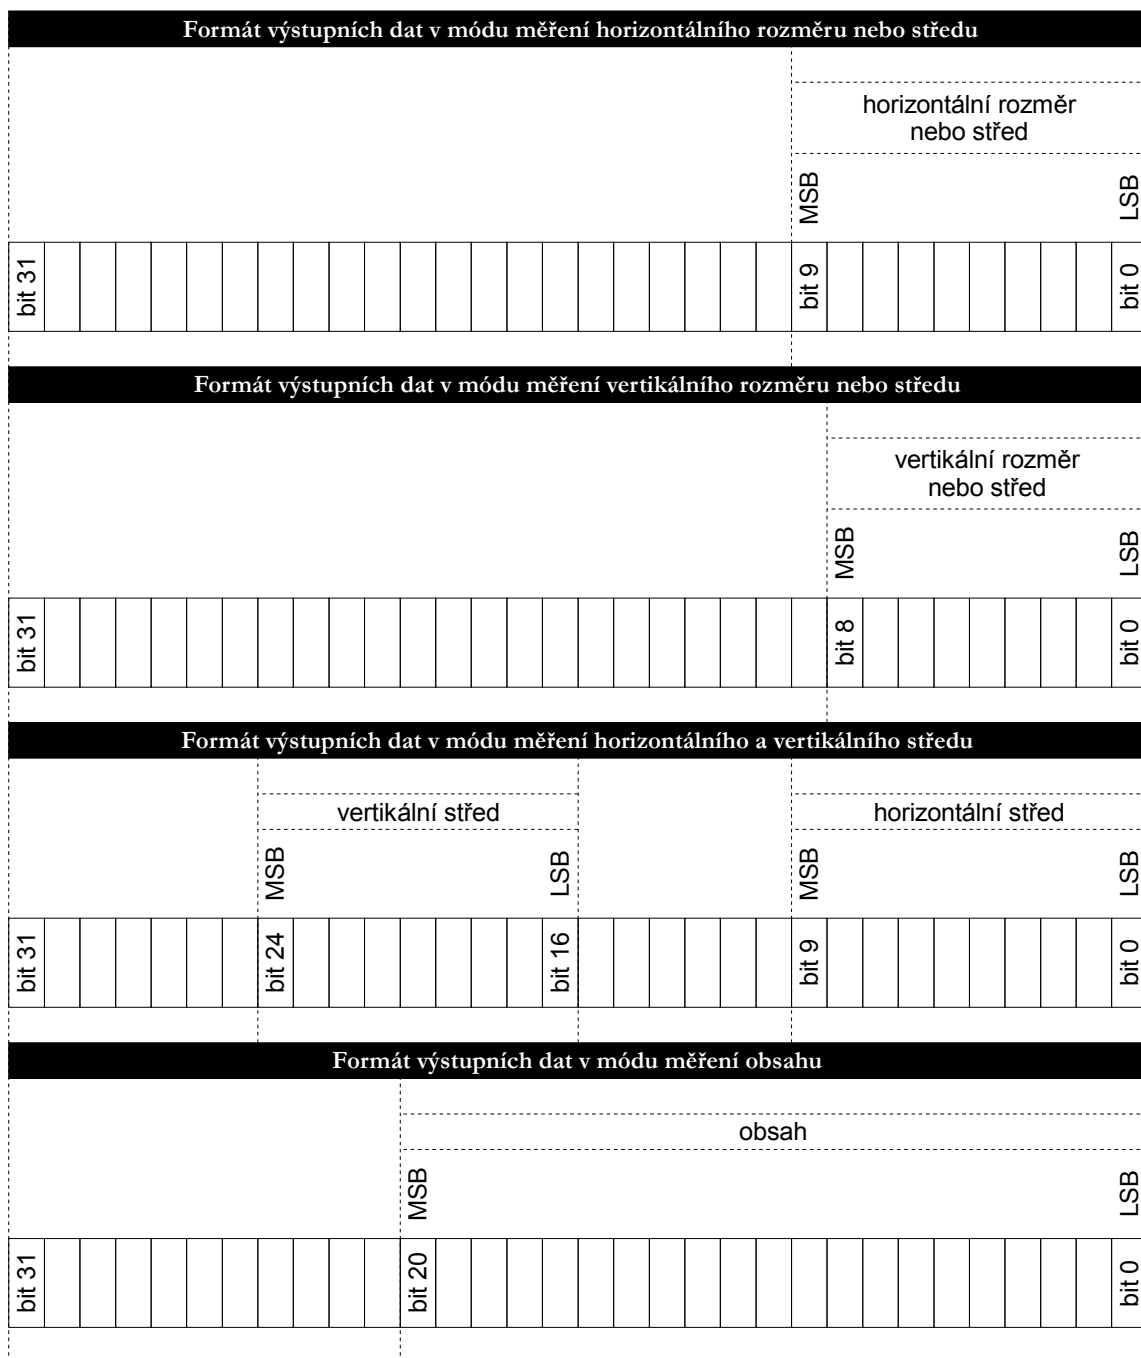 Formát výstupních dat v módu měření horizontálního rozměru nebo středu
horizontální rozměr
nebo střed
MSB
LSB
bit 31
bit 9
bit 0
Formát výstupních dat v módu měření vertikálního rozměru nebo středu
vertikální rozměr
nebo střed
MSB
LSB
bit 31
bit 8
bit 0
Formát výstupních dat v módu měření horizontálního a vertikálního středu
vertikální střed
horizontální střed
MSB
LSB
MSB
LSB
bit 31
bit 24
bit 16
bit 9
bit 0
Formát výstupních dat v módu měření obsahu
obsah
MSB
LSB
bit 31
bit 20
bit 0